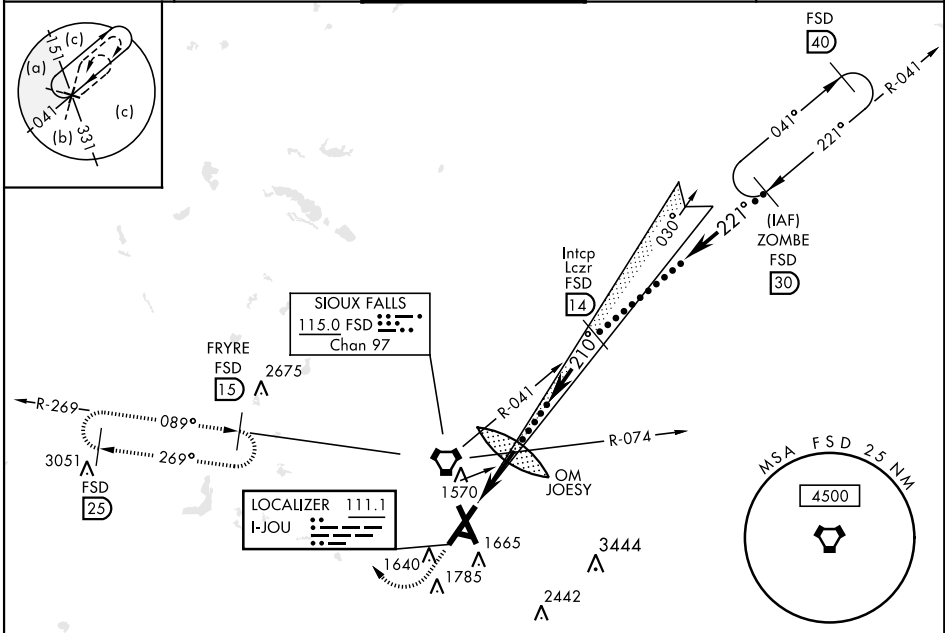 (c)
151
(a)
041
(b)
331
(c)
FSD
40
R-041
041°
221°
(IAF)
ZOMBE
FSD
30
221°
030°
Intcp
Lczr
FSD
14
210°
SIOUX FALLS
115.0 FSD
Chan 97
FRYRE
FSD
15
2675
R-269
089°
269°
3051
FSD
25
R-041
R-074
1570
OM
JOESY
LOCALIZER 111.1
I-JOU
1640
1785
1665
3444
2442
MSA FSD 25 NM
4500